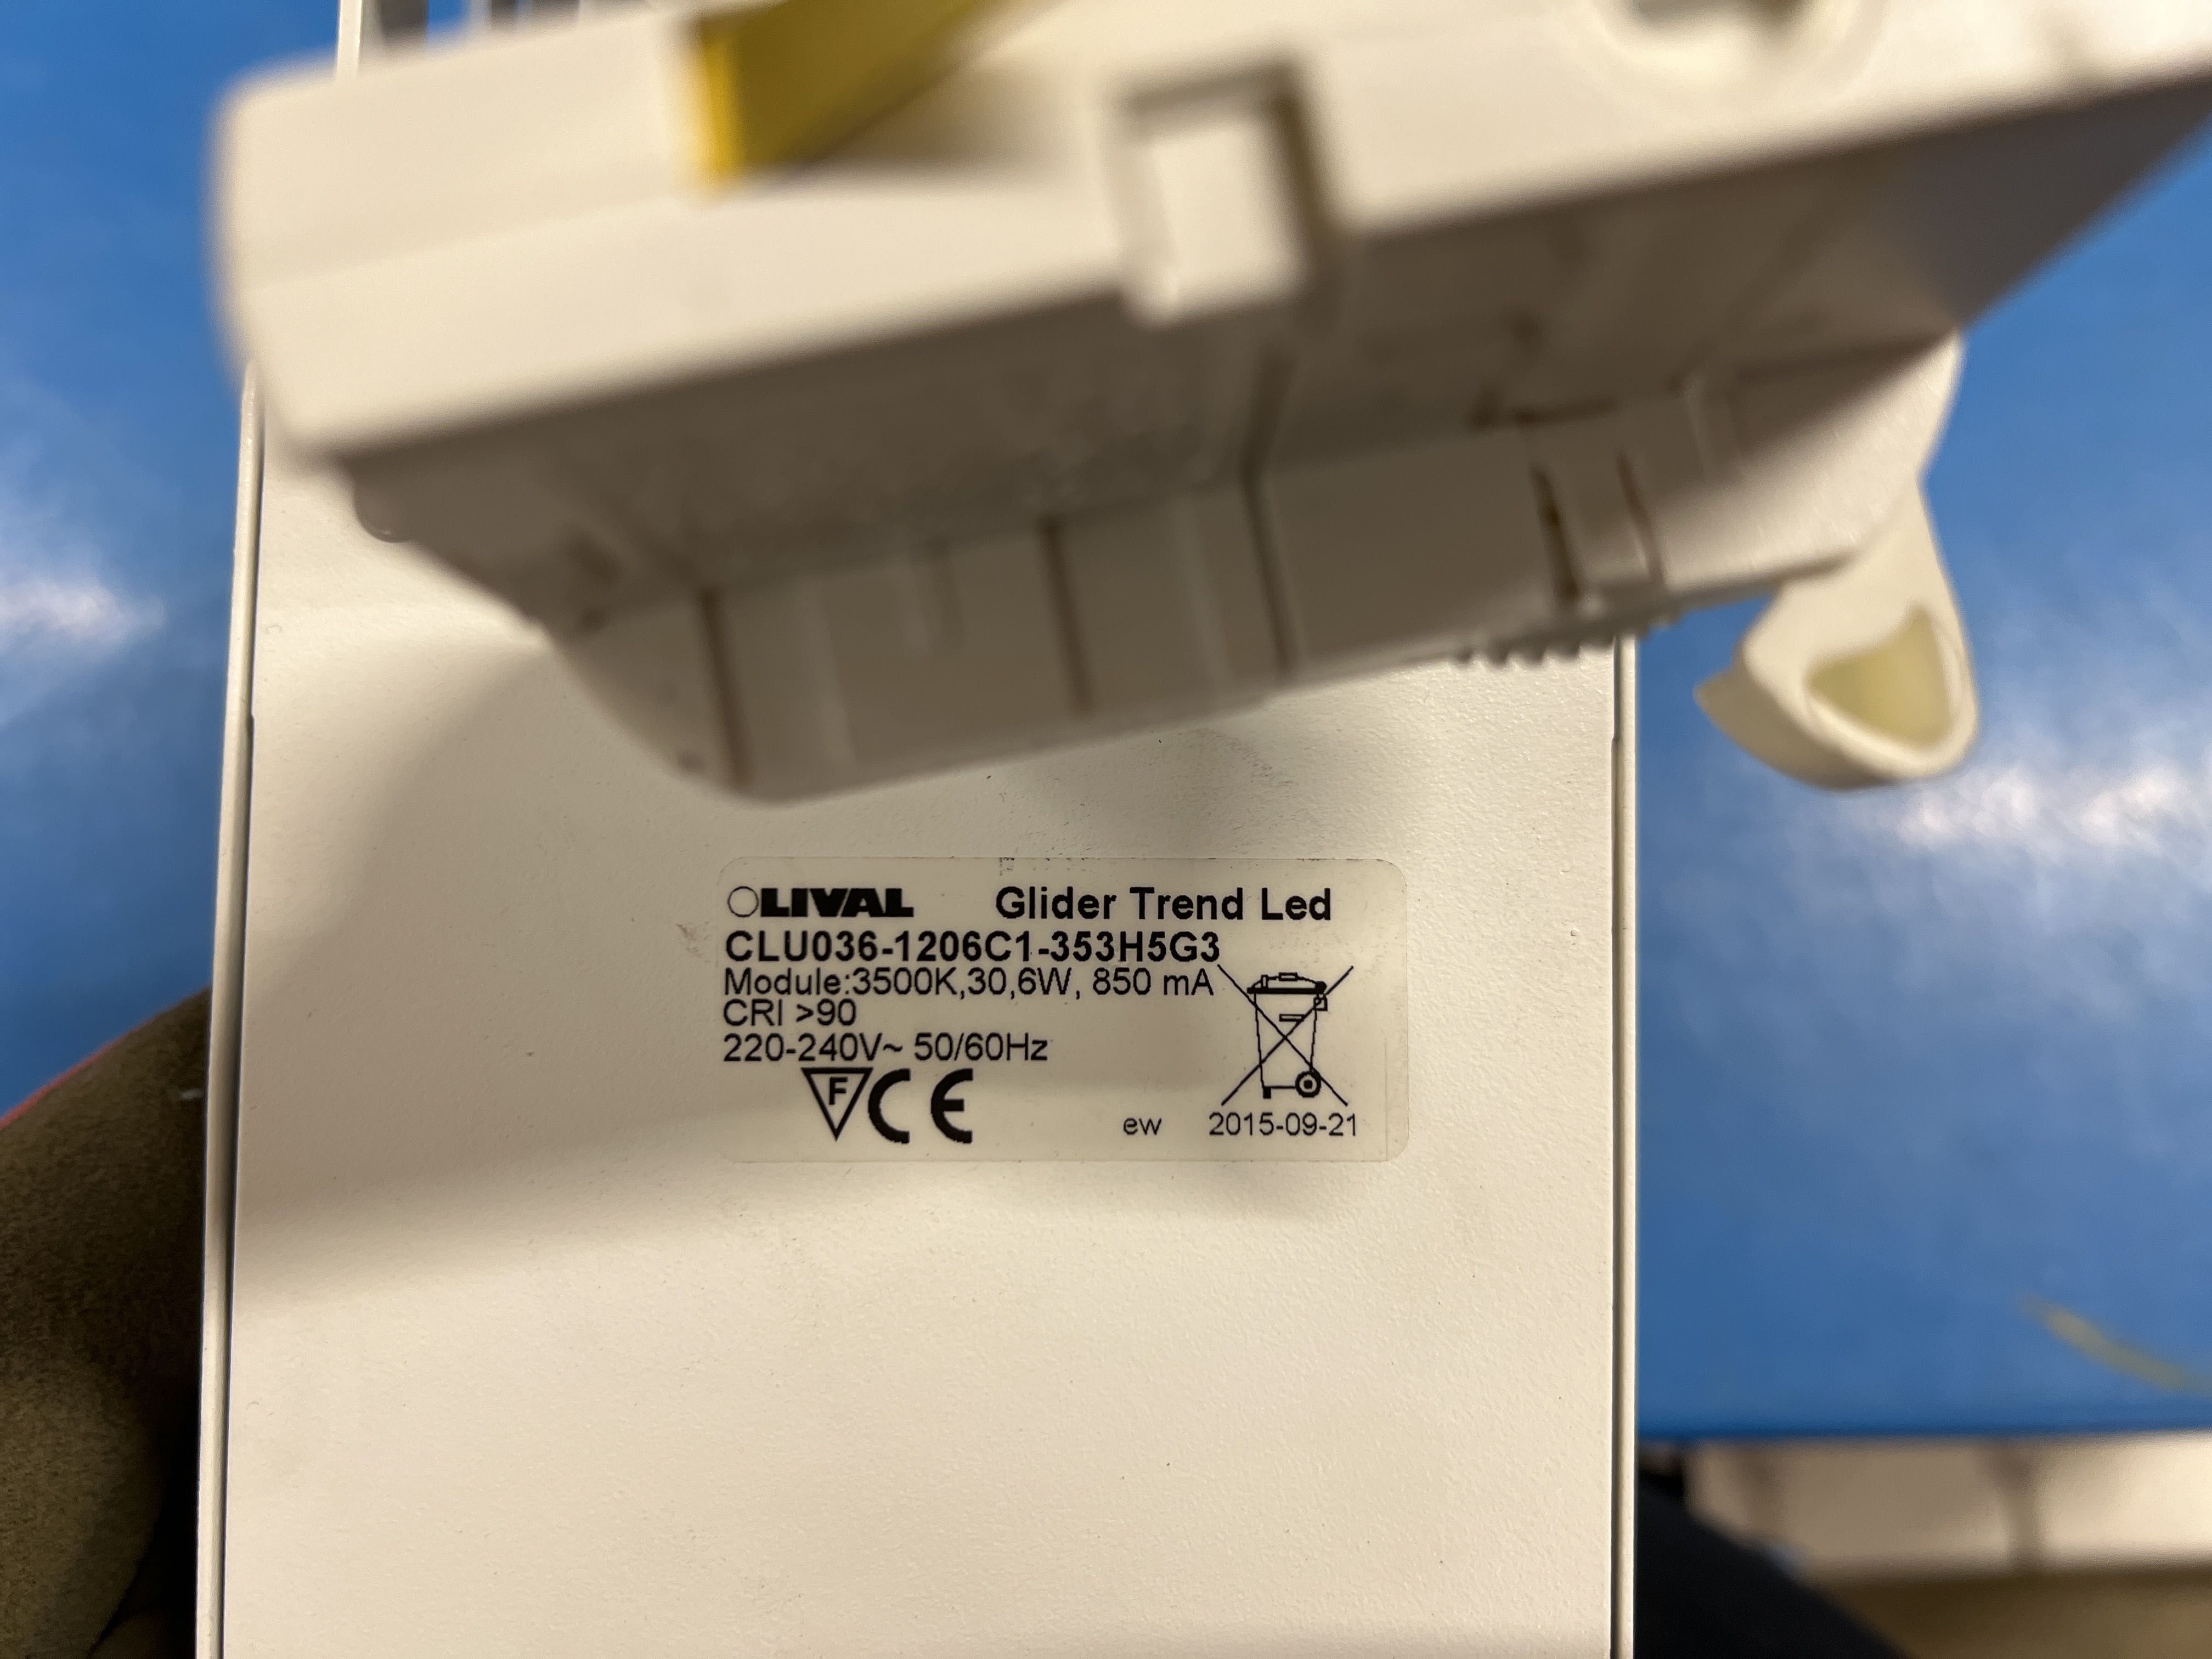 OLIVAL Glider Trend Led
CLU036-1206C1-353H5G3
Module:3500K,30,6W, 850 mA
CRI >90
220-240V~ 50/60Hz
F CE
ew 2015-09-21